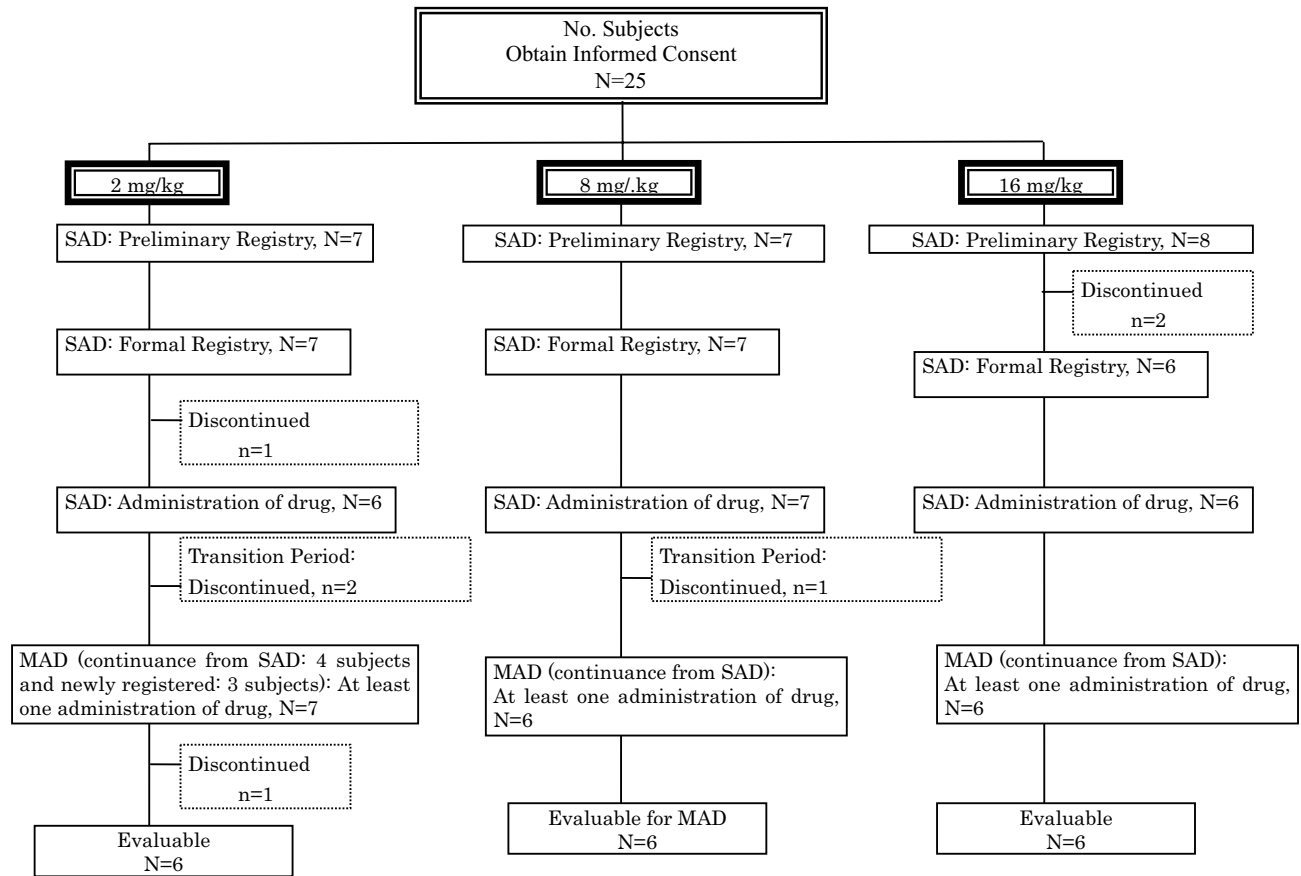 No. Subjects
Obtain Informed Consent
N=25
2 mg/kg
SAD: Preliminary Registry, N=7
SAD: Formal Registry, N=7
Discontinued
n=1
SAD: Administration of drug, N=6
Transition Period:
Discontinued, n=2
MAD (continuance from SAD: 4 subjects
and newly registered: 3 subjects): At least
one administration of drug, N=7
Discontinued
n=1
Evaluable
N=6
8 mg/.kg
SAD: Preliminary Registry, N=7
SAD: Formal Registry, N=7
SAD: Administration of drug, N=7
Transition Period:
Discontinued, n=1
MAD (continuance from SAD):
At least one administration of drug,
N=6
Evaluable for MAD
N=6
16 mg/kg
SAD: Preliminary Registry, N=8
Discontinued
n=2
SAD: Formal Registry, N=6
SAD: Administration of drug, N=6
MAD (continuance from SAD):
At least one administration of drug,
N=6
Evaluable
N=6